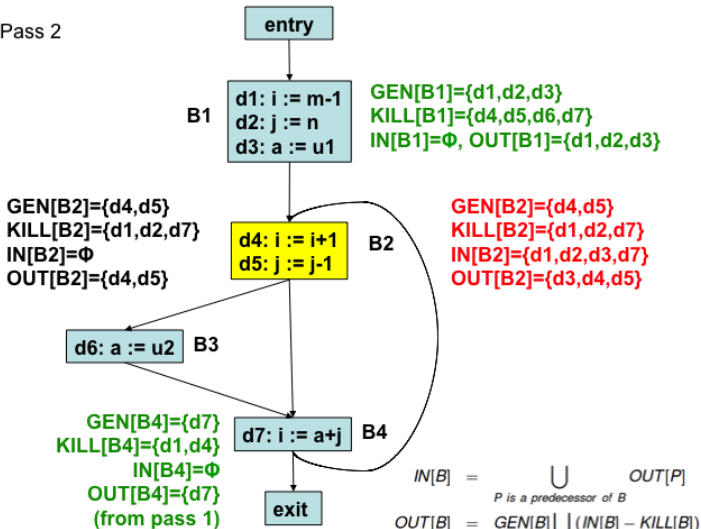 Pass 2
entry
B1
d1: i := m-1
d2: j := n
d3: a := u1
GEN[B1]={d1,d2,d3}
KILL[B1]={d4,d5,d6,d7}
IN[B1]=Φ, OUT[B1]={d1,d2,d3}
GEN[B2]={d4,d5}
KILL[B2]={d1,d2,d7}
IN[B2]=Φ
OUT[B2]={d4,d5}
d4: i := i+1
d5: j := j-1
B2
GEN[B2]={d4,d5}
KILL[B2]={d1,d2,d7}
IN[B2]={d1,d2,d3,d7}
OUT[B2]={d3,d4,d5}
d6: a := u2
B3
GEN[B4]={d7}
KILL[B4]={d1,d4}
IN[B4]=Φ
OUT[B4]={d7}
(from pass 1)
d7: i := a+j
B4
exit
IN[B] = ⋃ OUT[P]
P is a predecessor of B
OUT[B] = GEN[B] ⋃ (IN[B] − KILL[B])